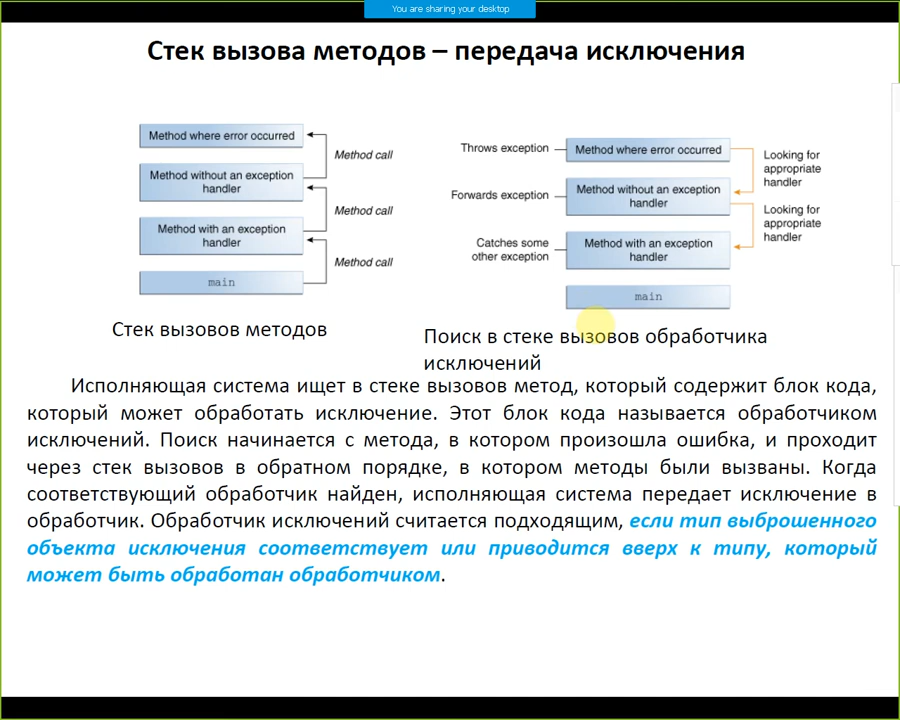 You are sharing your desktop
Стек вызова методов – передача исключения
Method where error occurred
Method call
Method without an exception
handler
Method call
Method with an exception
handler
Method call
main
Стек вызовов методов
Throws exception
Method where error occurred
Looking for
appropriate
handler
Forwards exception
Method without an exception
handler
Looking for
appropriate
handler
Catches some
other exception
Method with an exception
handler
main
Поиск в стеке вызовов обработчика
исключений
Исполняющая система ищет в стеке вызовов метод, который содержит блок кода,
который может обработать исключение. Этот блок кода называется обработчиком
исключений. Поиск начинается с метода, в котором произошла ошибка, и проходит
через стек вызовов в обратном порядке, в котором методы были вызваны. Когда
соответствующий обработчик найден, исполняющая система передает исключение в
обработчик. Обработчик исключений считается подходящим, если тип выброшенного
объекта исключения соответствует или приводится вверх к типу, который
может быть обработан обработчиком.